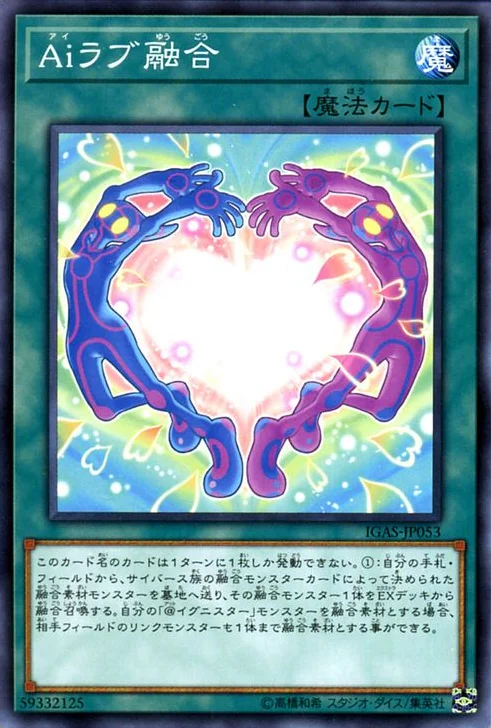 Aiラブ融合
【魔法カード】
魔
IGAS-JP053
このカード名のカードは1ターンに1枚しか発動できない。①:自分の手札・
フィールドから、サイバース族の融合モンスターカードによって決められた
融合素材モンスターを墓地へ送り、その融合モンスター1体をEXデッキから
融合召喚する。自分の「@イグニスター」モンスターを融合素材とする場合、
相手フィールドのリンクモンスターも1体まで融合素材とする事ができる。
59332125
©高橋和希 スタジオ・ダイス/集英社